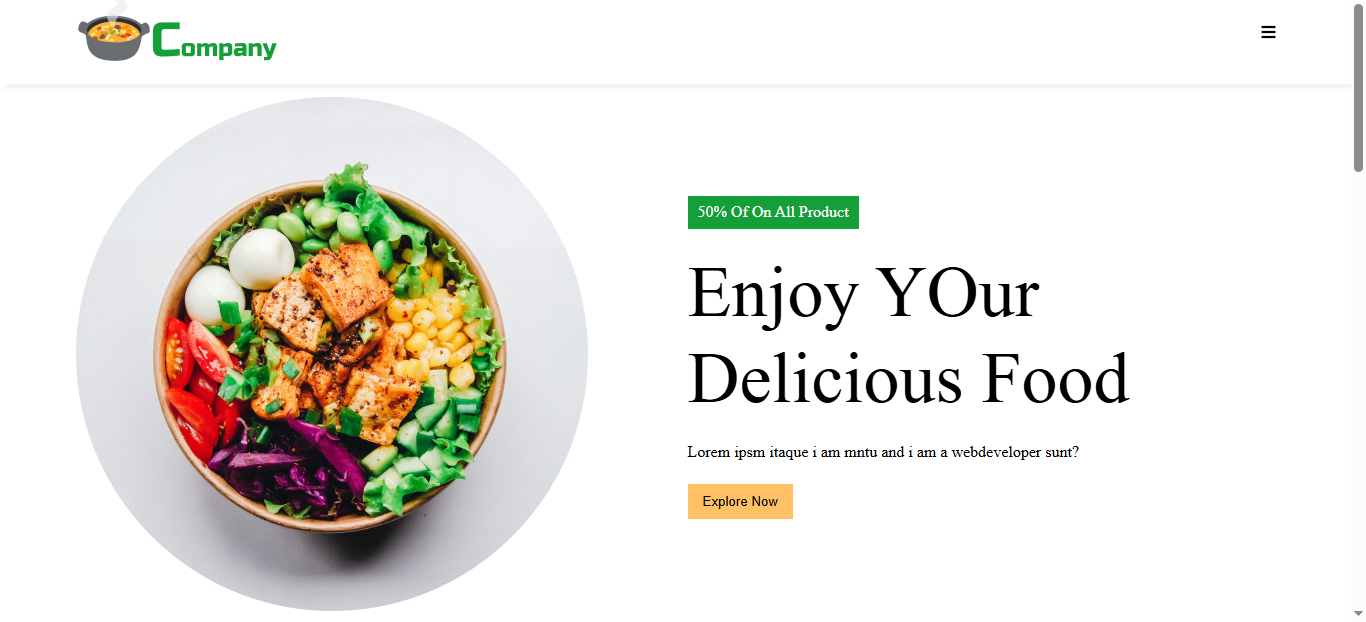 Company
50% Of On All Product
Enjoy YOur
Delicious Food
Lorem ipsm itaque i am mntu and i am a webdeveloper sunt?
Explore Now